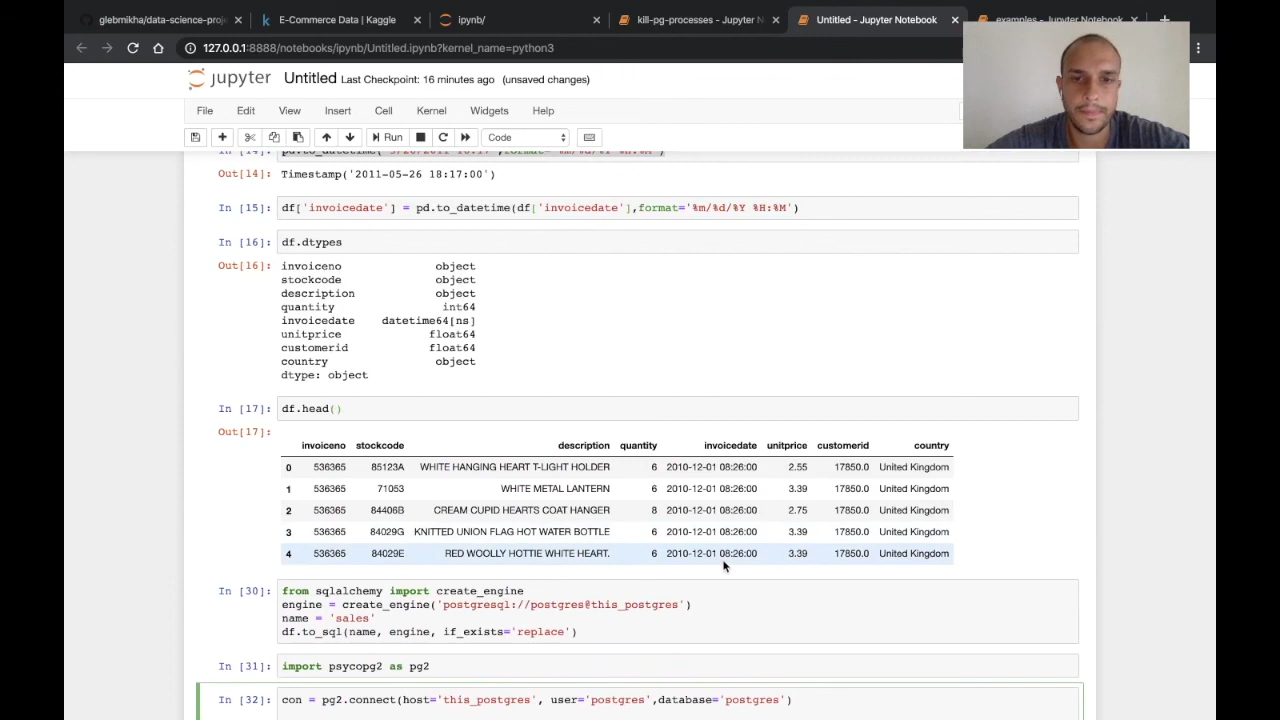 glebmikha/data-science-proj
E-Commerce Data | Kaggle
ipynb/
kill-pg-processes - Jupyter N
Untitled - Jupyter Notebook
examples - Jupyter Notebook
127.0.0.1:8888/notebooks/ipynb/Untitled.ipynb?kernel_name=python3
jupyter Untitled Last Checkpoint: 16 minutes ago (unsaved changes)
File Edit View Insert Cell Kernel Widgets Help
Run Code
Out[14]: Timestamp('2011-05-26 18:17:00')
In [15]: df['invoicedate'] = pd.to_datetime(df['invoicedate'],format='%m/%d/%Y %H:%M')
In [16]: df.dtypes
Out[16]: invoiceno object
stockcode object
description object
quantity int64
invoicedate datetime64[ns]
unitprice float64
customerid float64
country object
dtype: object
In [17]: df.head()
Out[17]:
invoiceno stockcode description quantity invoicedate unitprice customerid country
0 536365 85123A WHITE HANGING HEART T-LIGHT HOLDER 6 2010-12-01 08:26:00 2.55 17850.0 United Kingdom
1 536365 71053 WHITE METAL LANTERN 6 2010-12-01 08:26:00 3.39 17850.0 United Kingdom
2 536365 84406B CREAM CUPID HEARTS COAT HANGER 8 2010-12-01 08:26:00 2.75 17850.0 United Kingdom
3 536365 84029G KNITTED UNION FLAG HOT WATER BOTTLE 6 2010-12-01 08:26:00 3.39 17850.0 United Kingdom
4 536365 84029E RED WOOLLY HOTTIE WHITE HEART. 6 2010-12-01 08:26:00 3.39 17850.0 United Kingdom
In [30]: from sqlalchemy import create_engine
engine = create_engine('postgresql://postgres@this_postgres')
name = 'sales'
df.to_sql(name, engine, if_exists='replace')
In [31]: import psycopg2 as pg2
In [32]: con = pg2.connect(host='this_postgres', user='postgres',database='postgres')